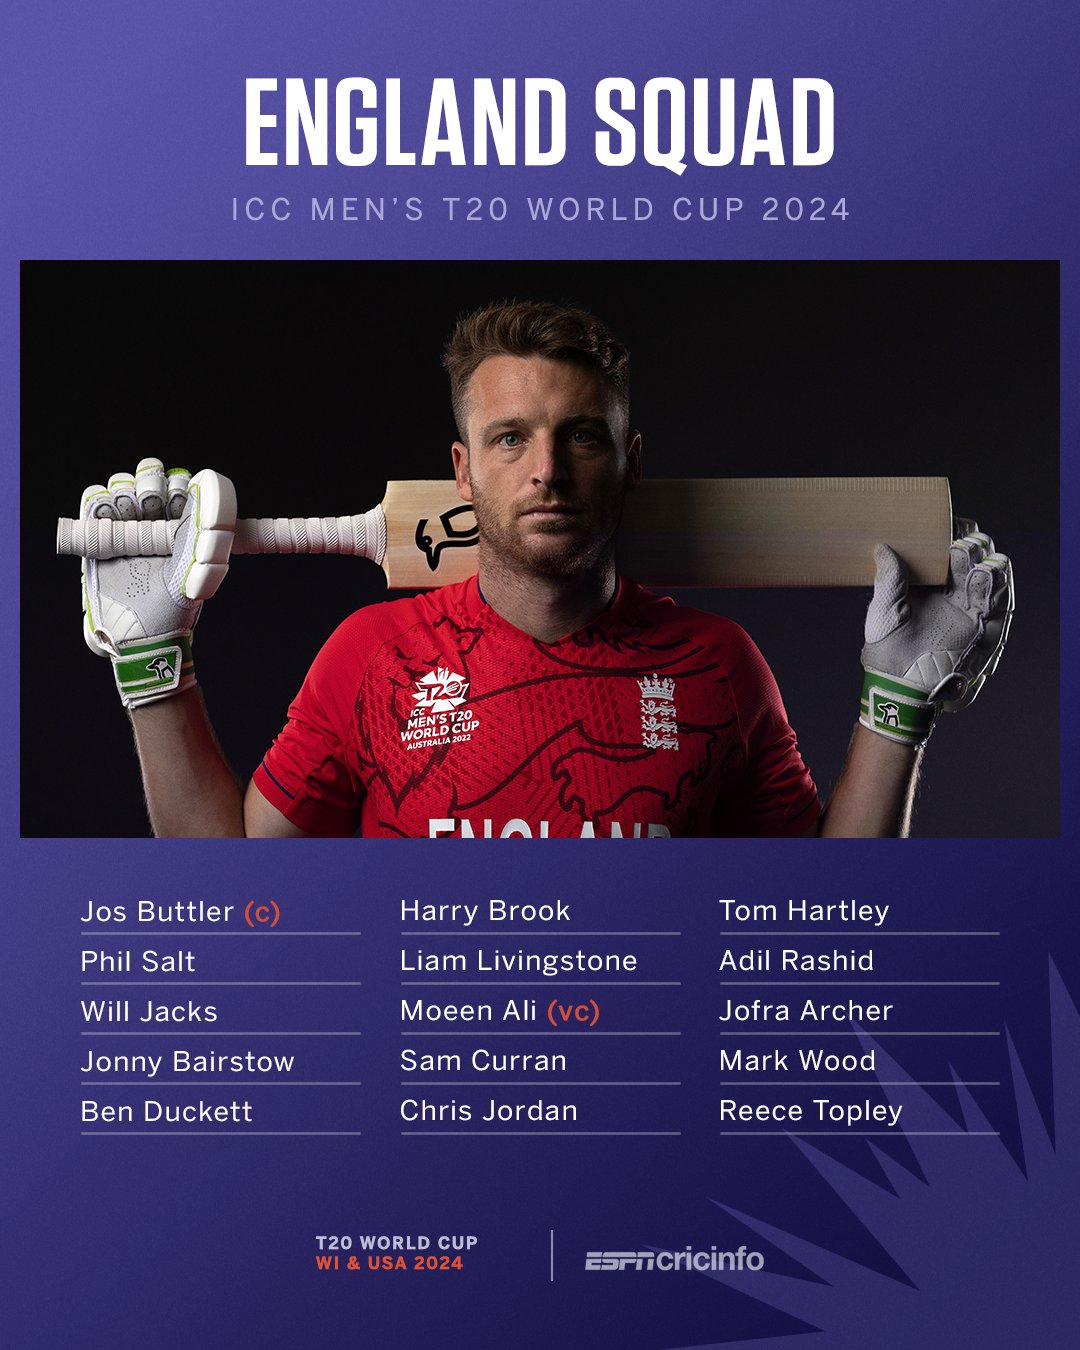 ENGLAND SQUAD
ICC MEN'S T20 WORLD CUP 2024
T20
ICC
MEN'S T20
WORLD CUP
AUSTRALIA 2022
ENGLAND
Jos Buttler (c)
Phil Salt
Will Jacks
Jonny Bairstow
Ben Duckett
Harry Brook
Liam Livingstone
Moeen Ali (vc)
Sam Curran
Chris Jordan
Tom Hartley
Adil Rashid
Jofra Archer
Mark Wood
Reece Topley
T20 WORLD CUP
WI & USA 2024
ESPNcricinfo